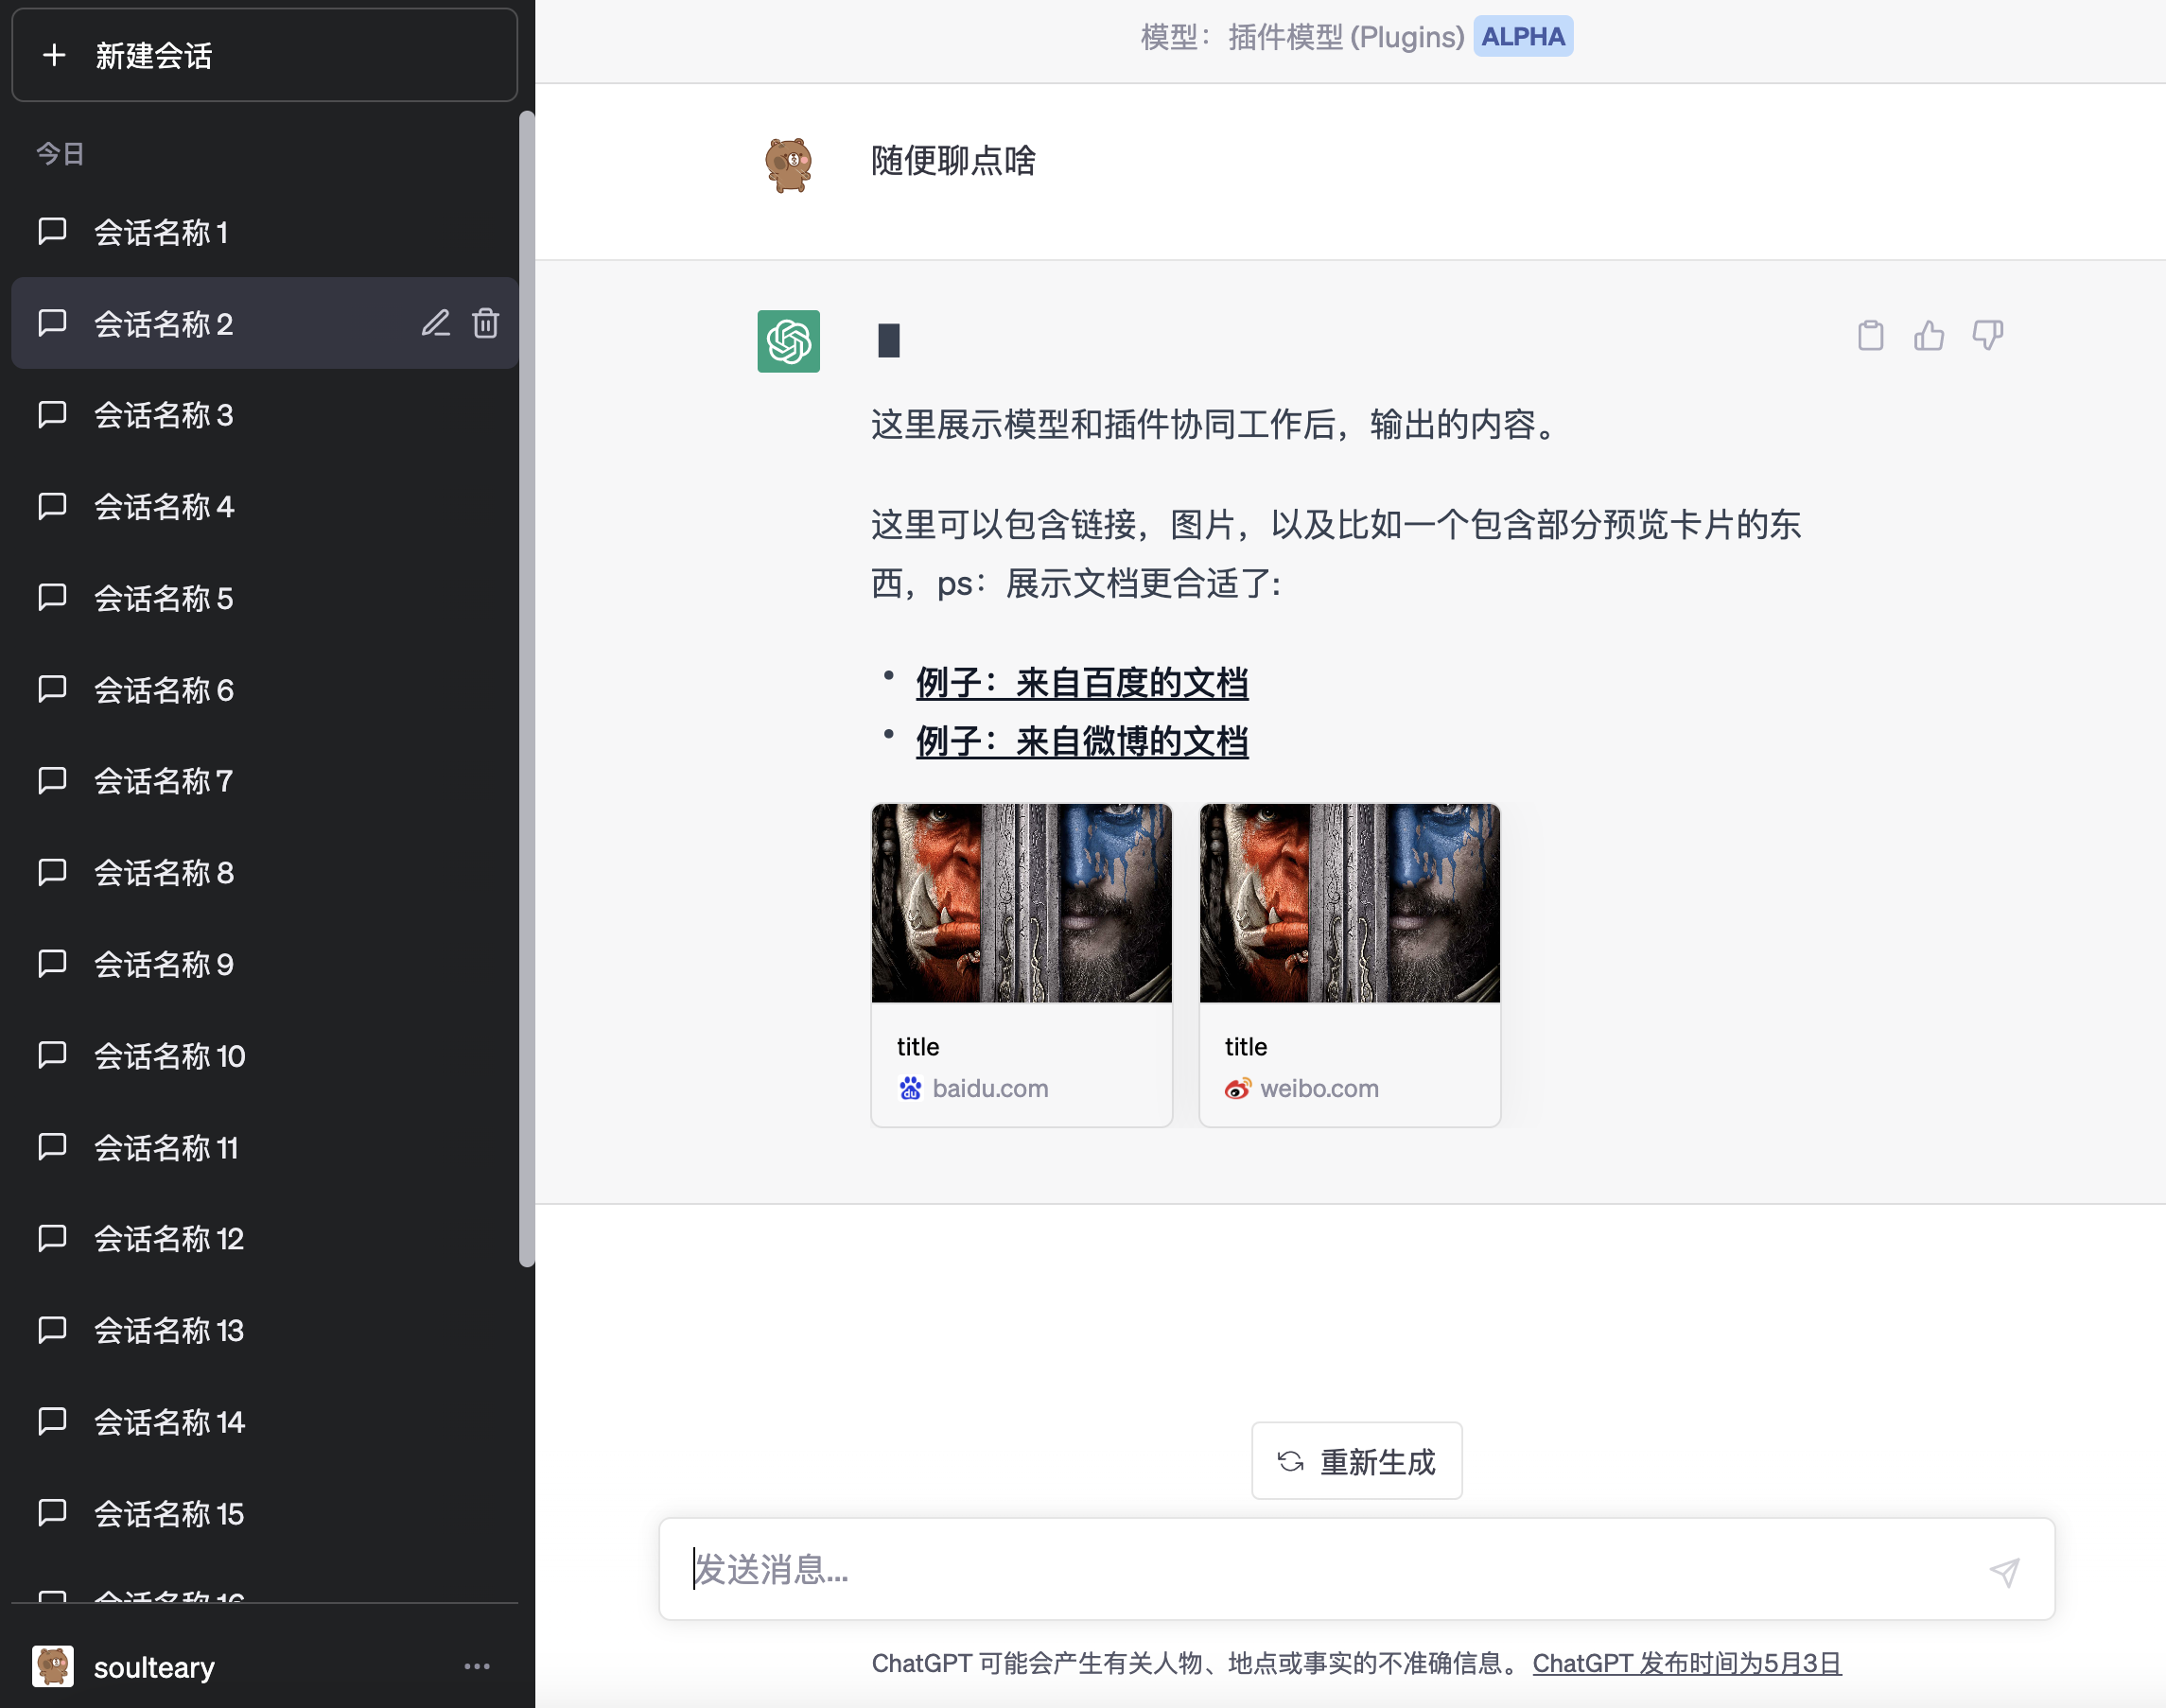 新建会话
今日
会话名称 1
会话名称 2
会话名称 3
会话名称 4
会话名称 5
会话名称 6
会话名称 7
会话名称 8
会话名称 9
会话名称 10
会话名称 11
会话名称 12
会话名称 13
会话名称 14
会话名称 15
会话名称 16
soulteary
模型：插件模型 (Plugins) ALPHA
随便聊点啥
这里展示模型和插件协同工作后，输出的内容。
这里可以包含链接，图片，以及比如一个包含部分预览卡片的东
西，ps：展示文档更合适了:
例子：来自百度的文档
例子：来自微博的文档
title
baidu.com
title
weibo.com
重新生成
发送消息...
ChatGPT 可能会产生有关人物、地点或事实的不准确信息。 ChatGPT 发布时间为5月3日